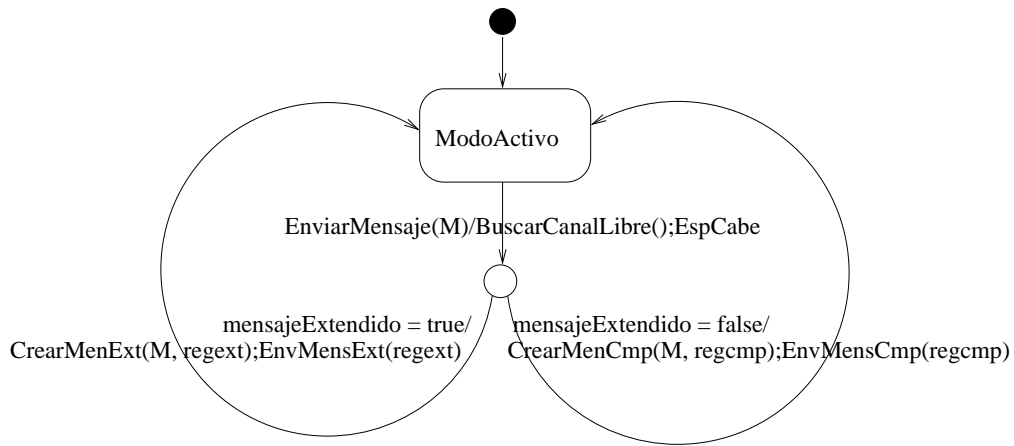 ModoActivo
EnviarMensaje(M)/BuscarCanalLibre();EspCabe
mensajeExtendido = true/
CrearMenExt(M, regext);EnvMensExt(regext)
mensajeExtendido = false/
CrearMenCmp(M, regcmp);EnvMensCmp(regcmp)